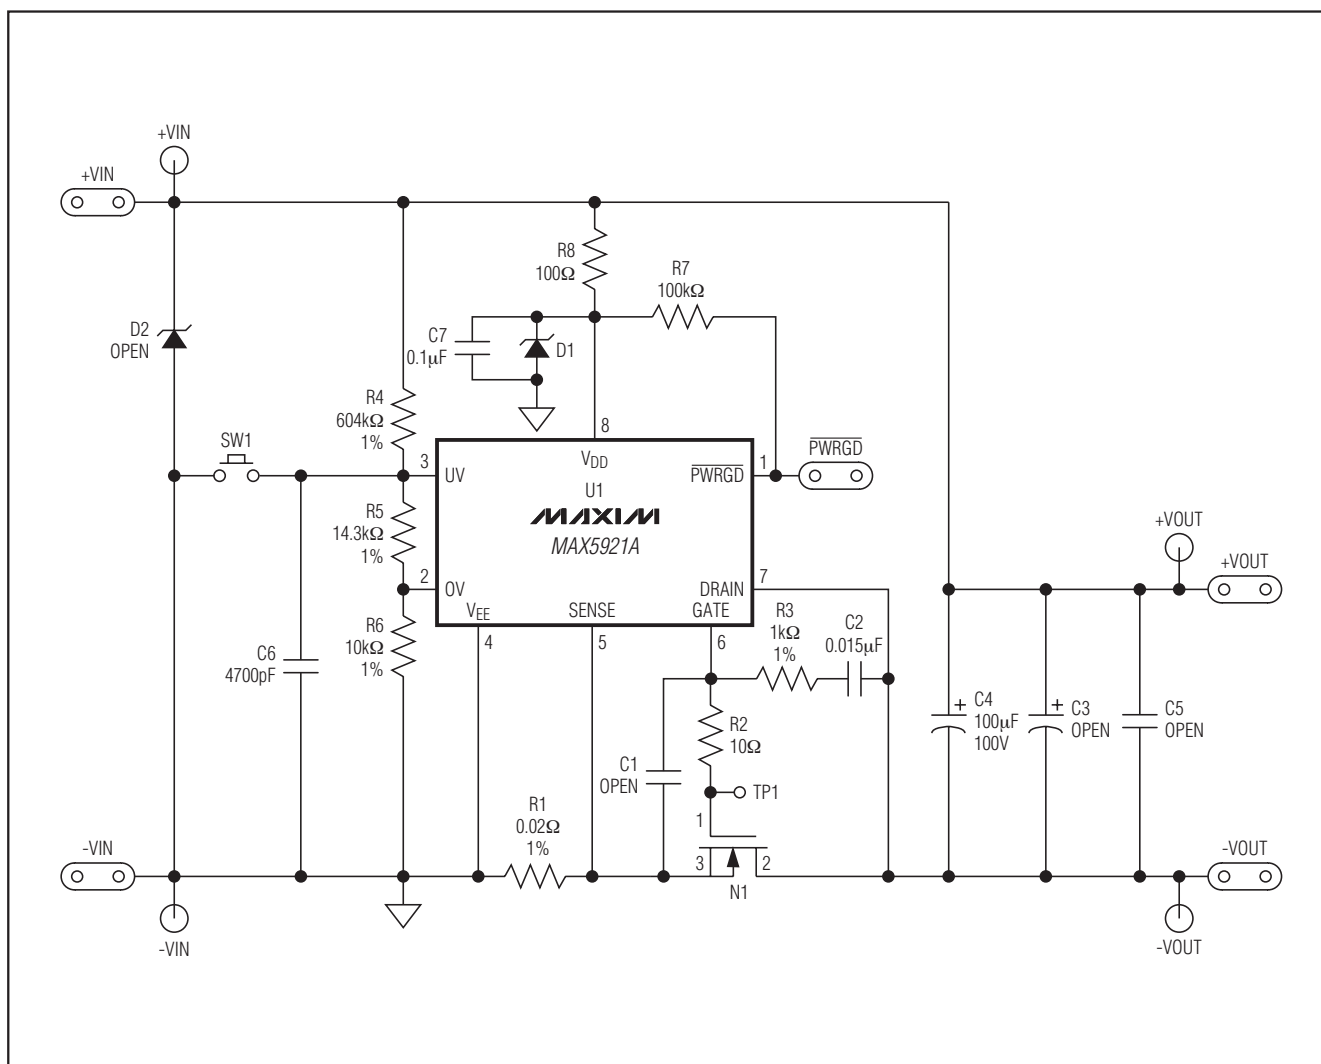 +VIN
+VIN
R8
100Ω
R7
100kΩ
D2
OPEN
C7
0.1μF
D1
R4
604kΩ
1%
SW1
3
UV
8
VDD
PWRGD
1
PWRGD
U1
MAXIM
MAX5921A
R5
14.3kΩ
1%
2
OV
VEE
SENSE
DRAIN
GATE
7
4
5
6
R6
10kΩ
1%
C6
4700pF
R3
1kΩ
1%
C2
0.015μF
+VOUT
+VOUT
R2
10Ω
C1
OPEN
TP1
C4
100μF
100V
+
C3
OPEN
+
C5
OPEN
R1
0.02Ω
1%
1
3
2
N1
-VIN
-VIN
-VOUT
-VOUT